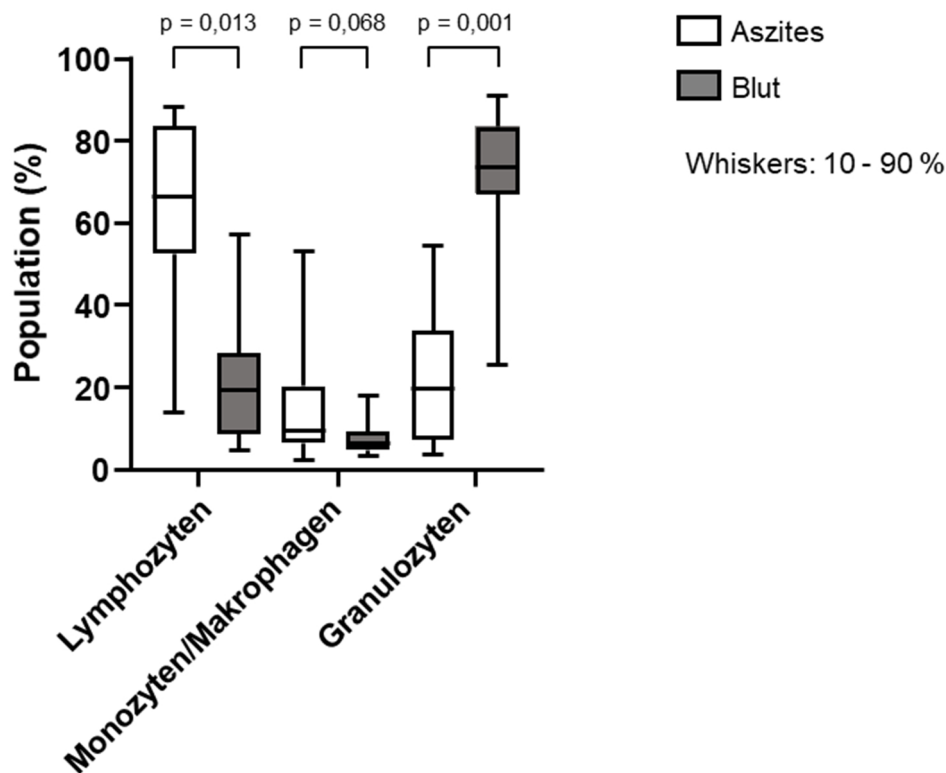 p = 0,013
p = 0,068
p = 0,001
Aszites
Blut
Whiskers: 10 - 90 %
Population (%)
100
80
60
40
20
0
Lymphozyten
Monozyten/Makrophagen
Granulozyten